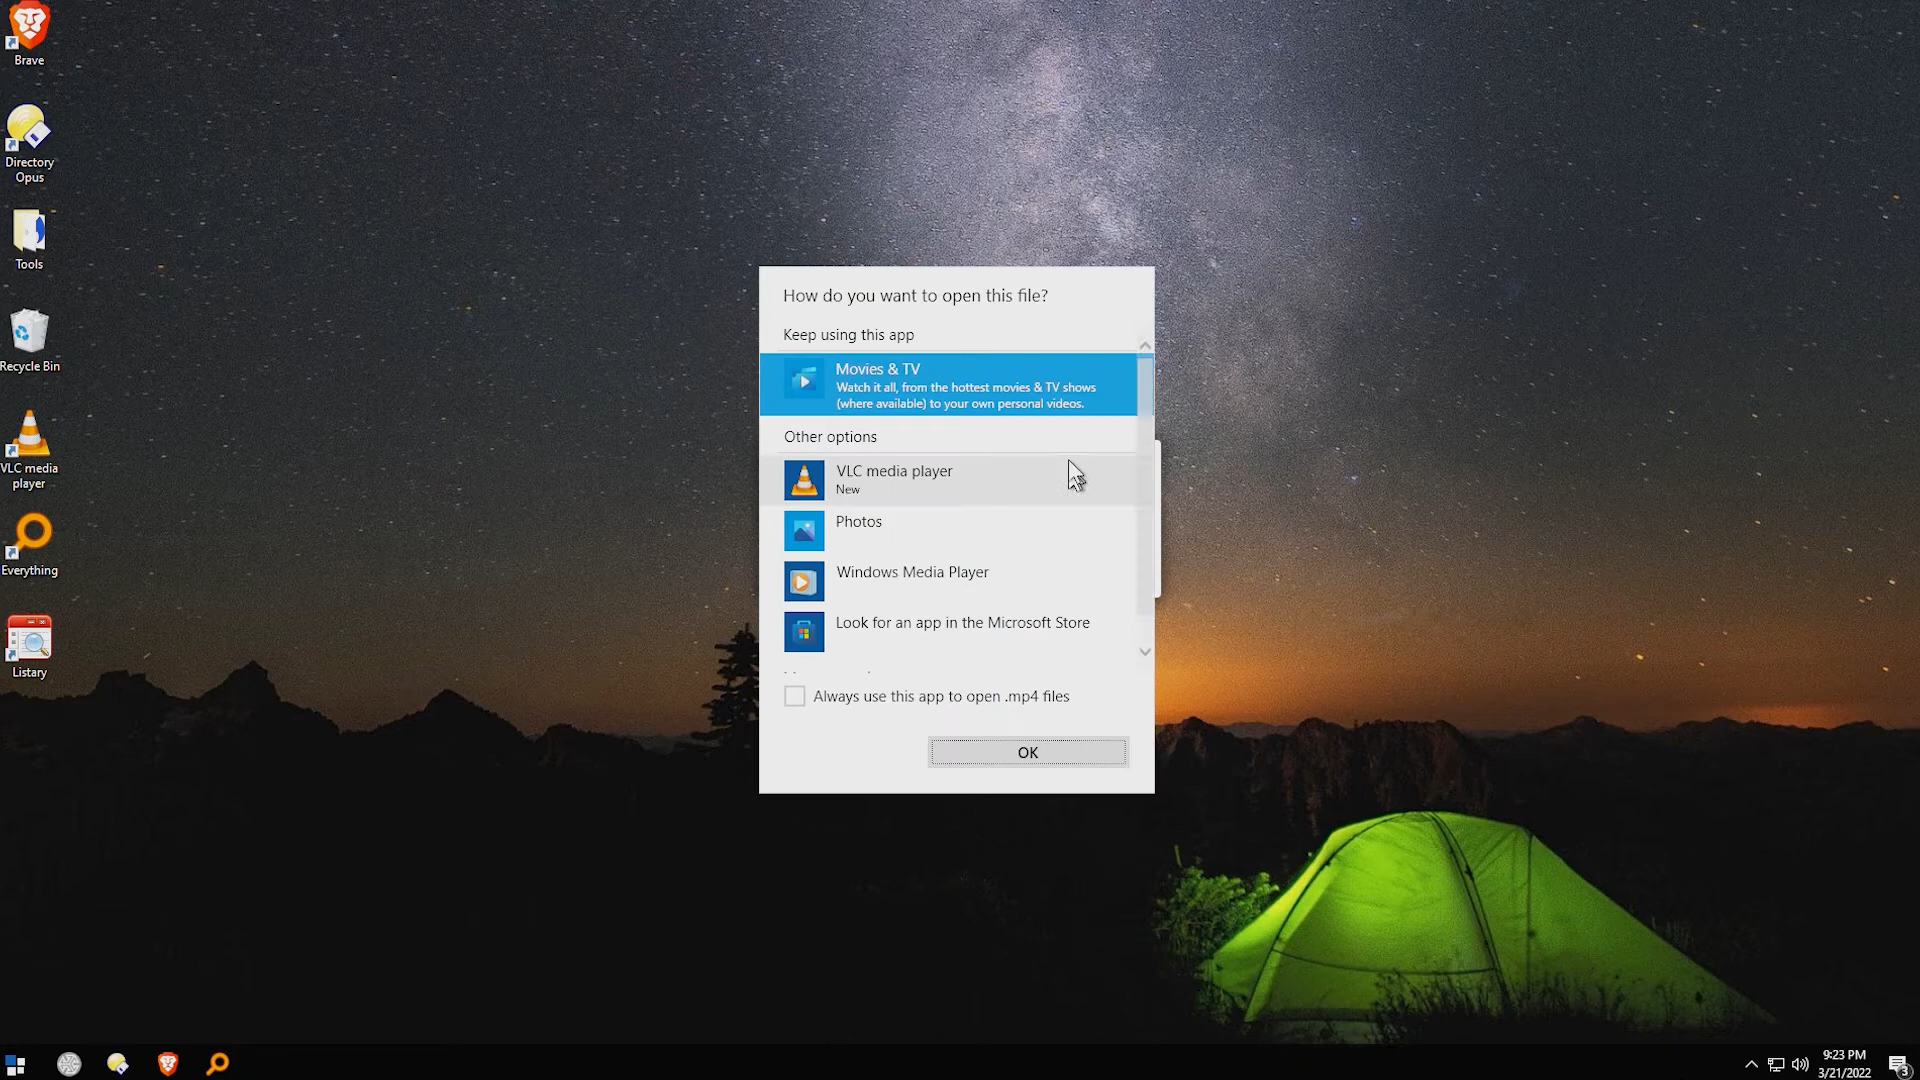 Brave
Directory
Opus
Tools
Recycle Bin
VLC media
player
Everything
Listary
How do you want to open this file?
Keep using this app
Movies & TV
Watch it all, from the hottest movies & TV shows
(where available) to your own personal videos.
Other options
VLC media player
New
Photos
Windows Media Player
Look for an app in the Microsoft Store
Always use this app to open .mp4 files
OK
9:23 PM
3/21/2022
3